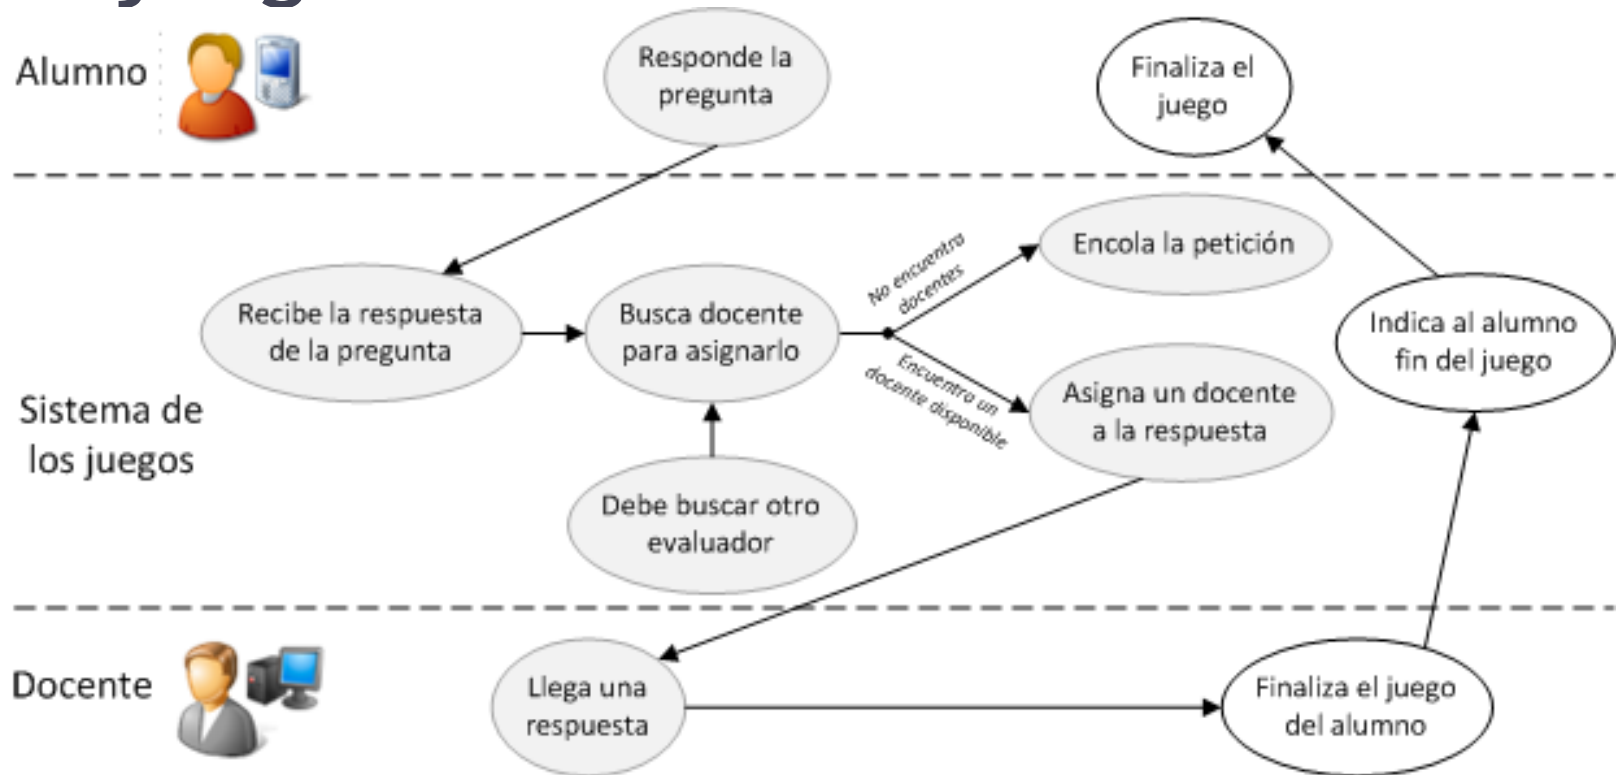 Alumno
Responde la
pregunta
Finaliza el
juego
Sistema de
los juegos
Recibe la respuesta
de la pregunta
Busca docente
para asignarlo
No encuentra
docentes
Encuentra un
docente disponible
Encola la petición
Asigna un docente
a la respuesta
Indica al alumno
fin del juego
Debe buscar otro
evaluador
Docente
Llega una
respuesta
Finaliza el juego
del alumno